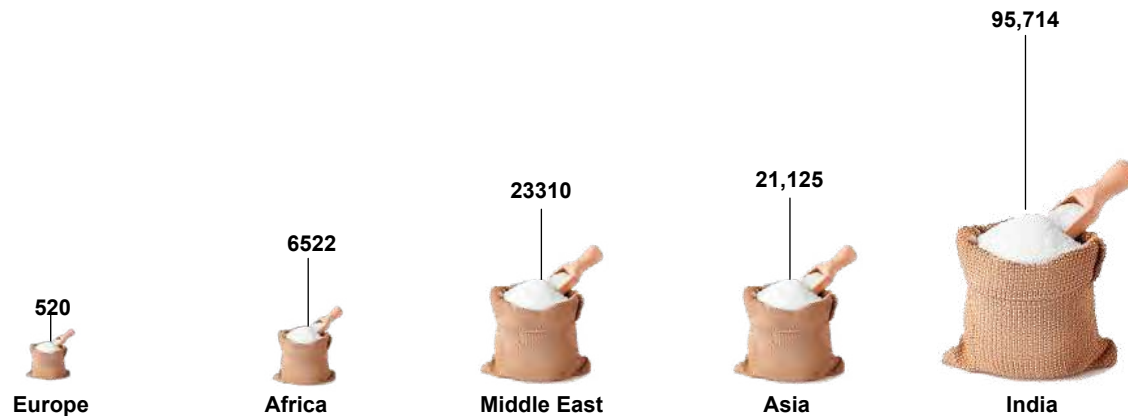 95,714
23310
21,125
6522
520
Europe
Africa
Middle East
Asia
India